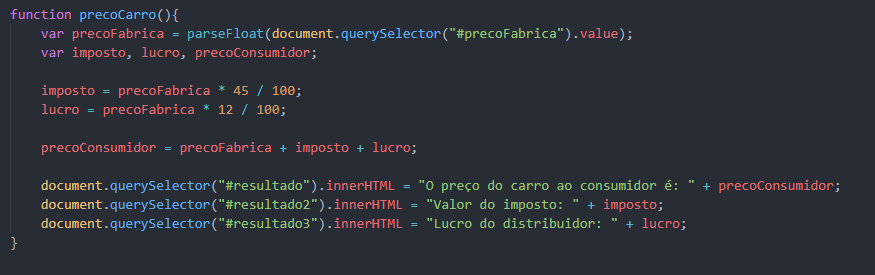 function precoCarro(){
    var precoFabrica = parseFloat(document.querySelector("#precoFabrica").value);
    var imposto, lucro, precoConsumidor;

    imposto = precoFabrica * 45 / 100;
    lucro = precoFabrica * 12 / 100;

    precoConsumidor = precoFabrica + imposto + lucro;

    document.querySelector("#resultado").innerHTML = "O preço do carro ao consumidor é: " + precoConsumidor;
    document.querySelector("#resultado2").innerHTML = "Valor do imposto: " + imposto;
    document.querySelector("#resultado3").innerHTML = "Lucro do distribuidor: " + lucro;
}